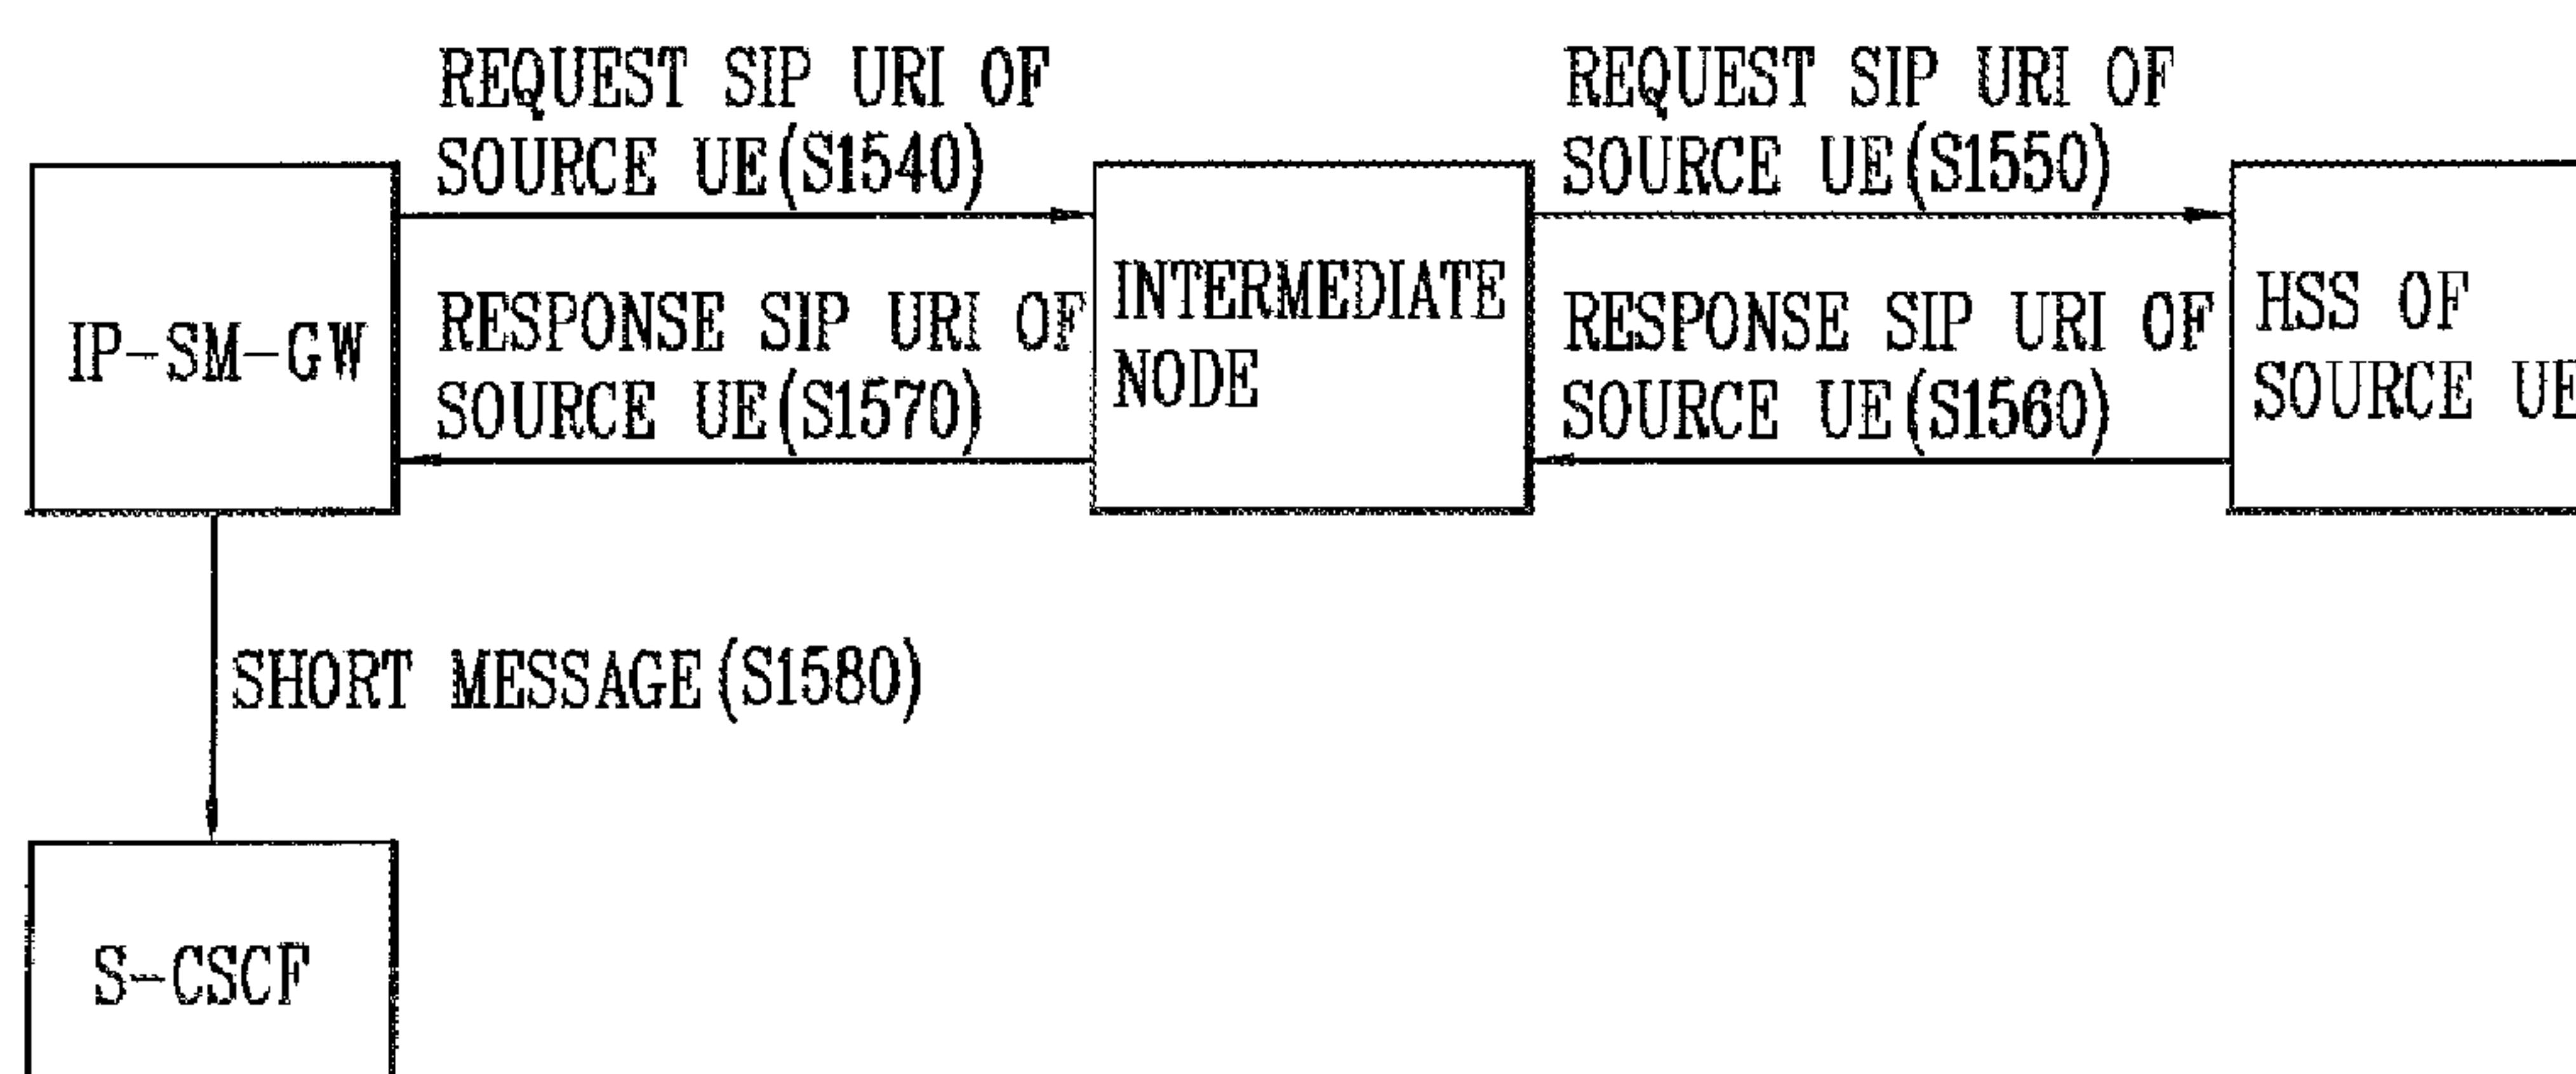 REQUEST SIP URI OF
SOURCE UE(S1540)
REQUEST SIP URI OF
SOURCE UE(S1550)
IP-SM-GW
RESPONSE SIP URI OF
SOURCE UE(S1570)
INTERMEDIATE
NODE
RESPONSE SIP URI OF
SOURCE UE(S1560)
HSS OF
SOURCE UE
SHORT MESSAGE(S1580)
S-CSCF